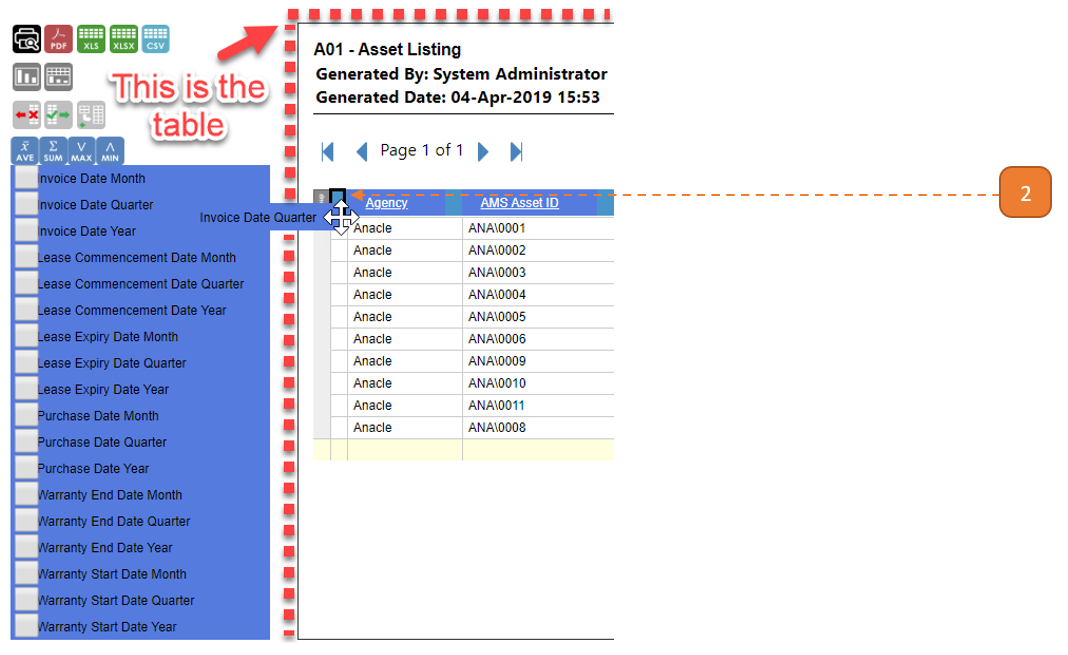 PDF
XLS
XLSX
CSV
This is the
table
AVE
SUM
MAX
MIN
Invoice Date Month
Invoice Date Quarter
Invoice Date Year
Lease Commencement Date Month
Lease Commencement Date Quarter
Lease Commencement Date Year
Lease Expiry Date Month
Lease Expiry Date Quarter
Lease Expiry Date Year
Purchase Date Month
Purchase Date Quarter
Purchase Date Year
Warranty End Date Month
Warranty End Date Quarter
Warranty End Date Year
Warranty Start Date Month
Warranty Start Date Quarter
Warranty Start Date Year
Invoice Date Quarter
A01 - Asset Listing
Generated By: System Administrator
Generated Date: 04-Apr-2019 15:53
Page 1 of 1
Agency AMS Asset ID
Anacle ANA\0001
Anacle ANA\0002
Anacle ANA\0003
Anacle ANA\0004
Anacle ANA\0005
Anacle ANA\0006
Anacle ANA\0009
Anacle ANA\0010
Anacle ANA\0011
Anacle ANA\0008
2